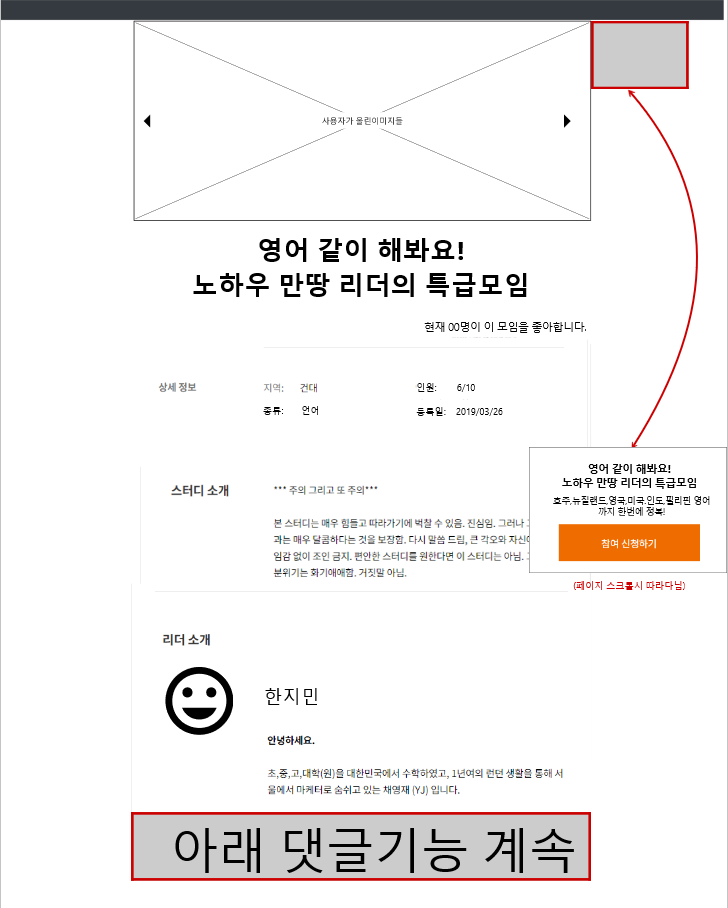 사용자가 올린이미지들
영어 같이 해봐요!
노하우 만땅 리더의 특급모임
현재 00명이 이 모임을 좋아합니다.
상세 정보 지역: 건대 인원: 6/10
종류: 언어 등록일: 2019/03/26
영어 같이 해봐요!
노하우 만땅 리더의 특급모임
호주,뉴질랜드,영국,미국,인도,필리핀 영어
까지 한번에 정복!
참여 신청하기
(페이지 스크롤시 따라다님)
스터디 소개 *** 주의 그리고 또 주의***
본 스터디는 매우 힘들고 따라가기에 벅찰 수 있음. 진심임. 그러나
과는 매우 달콤하다는 것을 보장함. 다시 말씀 드림, 큰 각오와 자신
임감 없이 조인 금지. 편안한 스터디를 원한다면 이 스터디는 아님.
분위기는 화기애애함. 거짓말 아님.
리더 소개
한지민
안녕하세요.
초,중,고,대학(원)을 대한민국에서 수학하였고, 1년여의 런던 생활을 통해 서
울에서 마케터로 숨쉬고 있는 채영재 (YJ) 입니다.
아래 댓글기능 계속